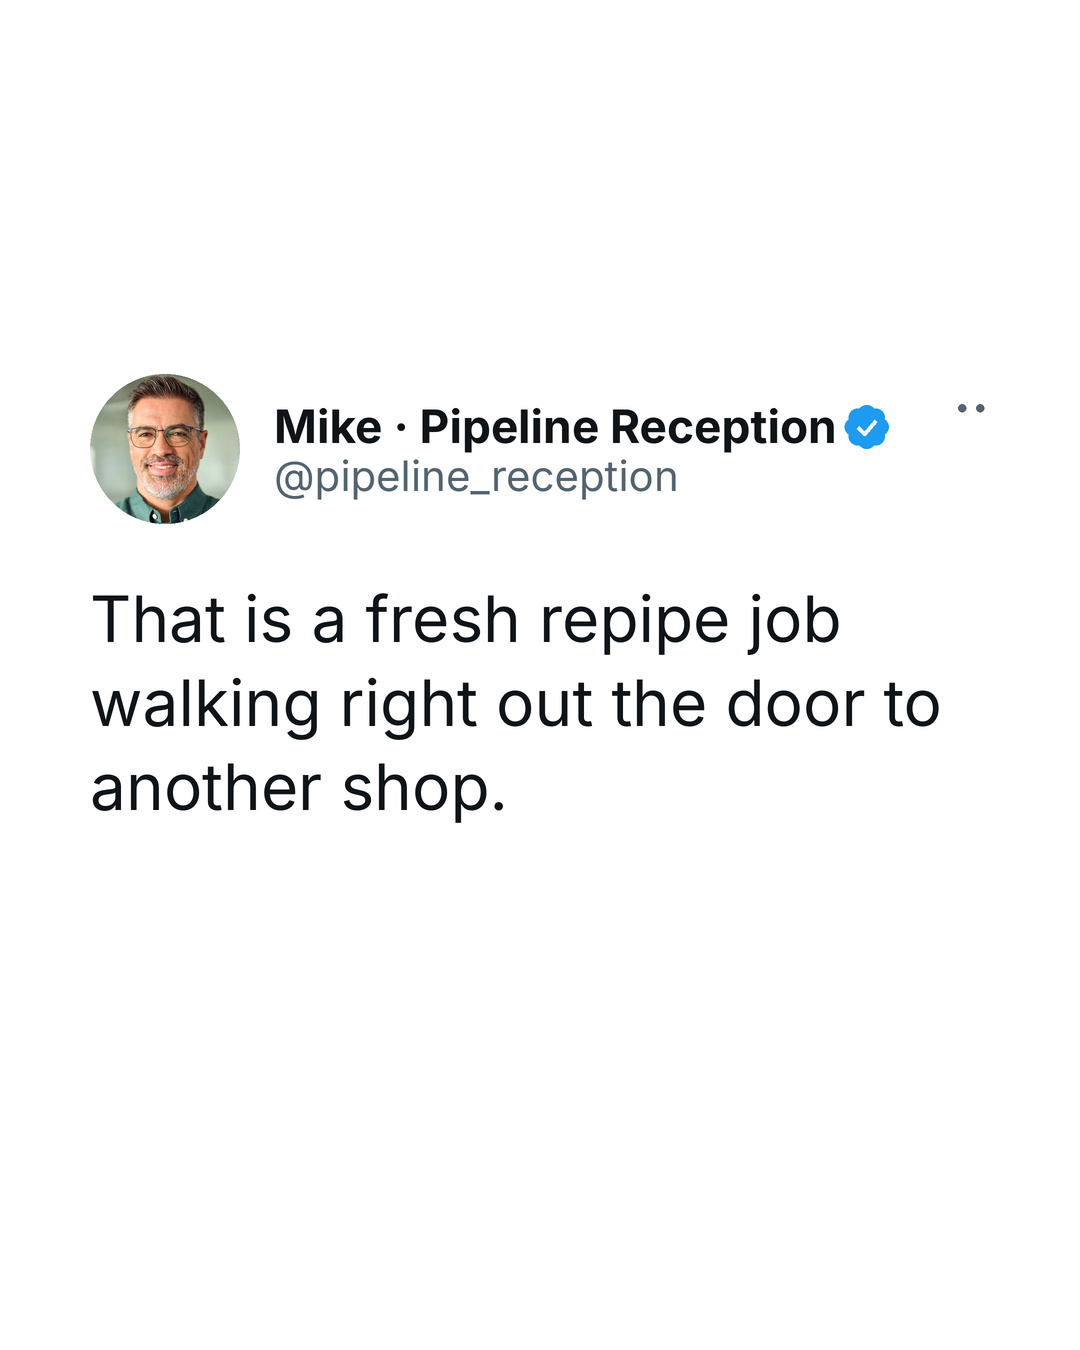 Mike · Pipeline Reception
@pipeline_reception
That is a fresh repipe job
walking right out the door to
another shop.